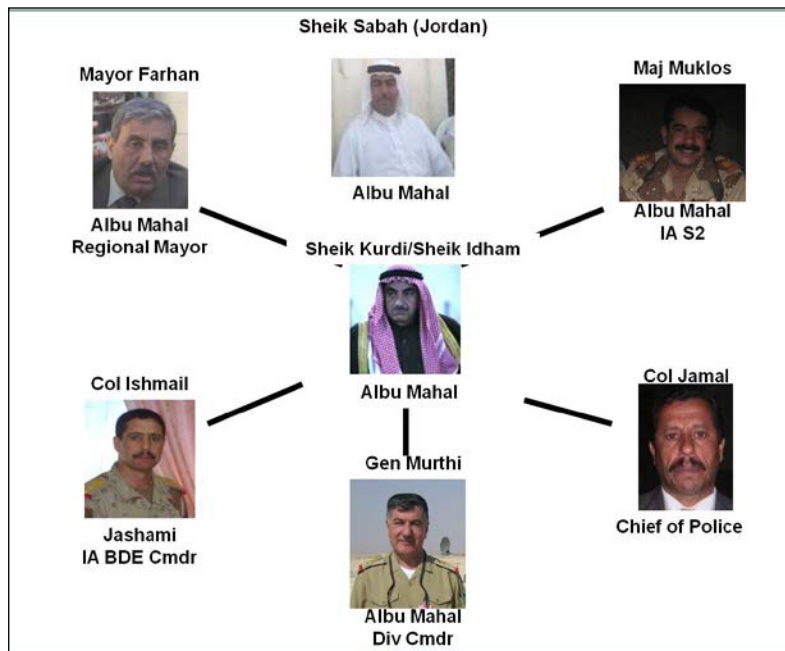 Sheik Sabah (Jordan)
Mayor Farhan
Maj Muklos
Albu Mahal
Albu Mahal
Regional Mayor
Albu Mahal
IA S2
Sheik Kurdi/Sheik Idham
Albu Mahal
Col Ishmail
Col Jamal
Jashami
IA BDE Cmdr
Gen Murthi
Chief of Police
Albu Mahal
Div Cmdr